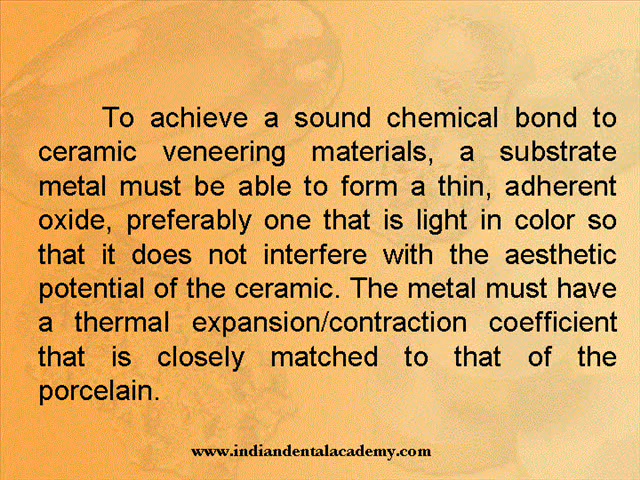 To achieve a sound chemical bond to
ceramic veneering materials, a substrate
metal must be able to form a thin, adherent
oxide, preferably one that is light in color so
that it does not interfere with the aesthetic
potential of the ceramic. The metal must have
a thermal expansion/contraction coefficient
that is closely matched to that of the
porcelain.
www.indiandentalacademy.com